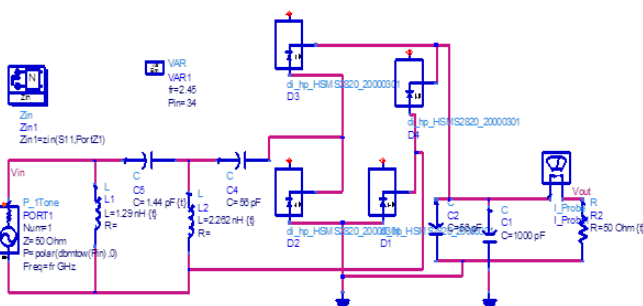 N
Zin
Zin
Zin1
Zin1=zin(S11,PortZ1)
VAR
VAR1
fr=2.45
Pin= 34
di_hp_HSMS2820_20000301
D3
di_hp_HSMS2820_20000301
D4
Vin
P_1Tone
PORT1
Num=1
Z=50 Ohm
P=polar(dbmtow(Pin),0)
Freq=fr GHz
L
L1
L=1.29 nH {t}
R=
C
C5
C=1.44 pF {t}
L
L2
L=2.262 nH {t}
R=
C
C4
C=56 pF
di_hp_HSMS2820_20000301
D2
D1
C
C2
C
C1
C=1000 pF
Vout
I_Probe
I_Probe
R
R2
R=50 Ohm {t}